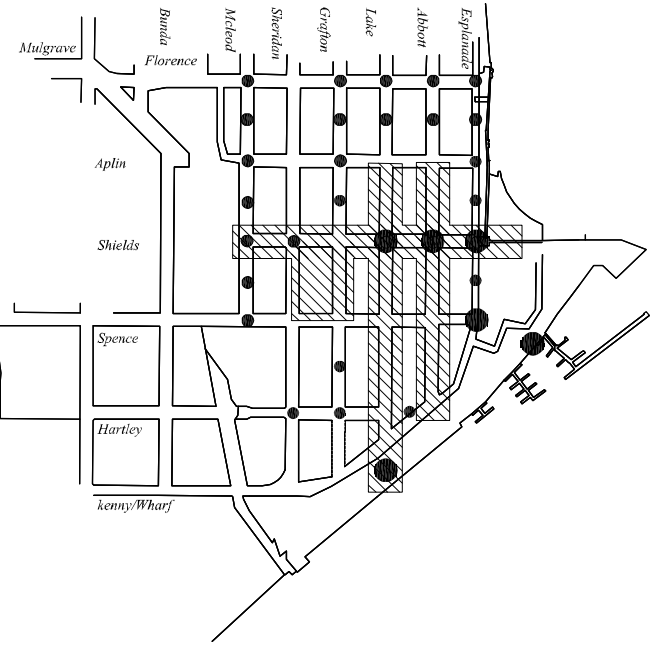 Bunda
Mcleod
Sheridan
Grafton
Lake
Abbott
Esplanade
Mulgrave
Florence
Aplin
Shields
Spence
Hartley
kenny/Wharf